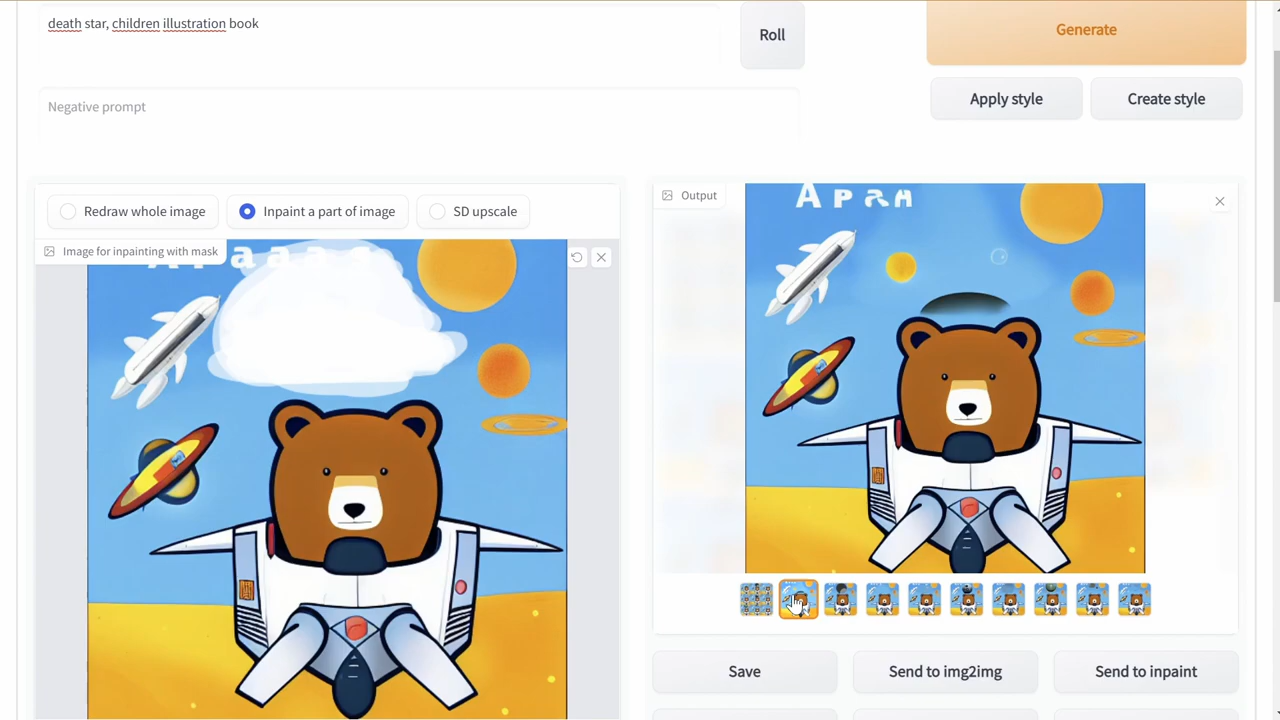 death star, children illustration book
Roll
Generate
Negative prompt
Apply style
Create style
Redraw whole image
Inpaint a part of image
SD upscale
Image for inpainting with mask
Output
Save
Send to img2img
Send to inpaint